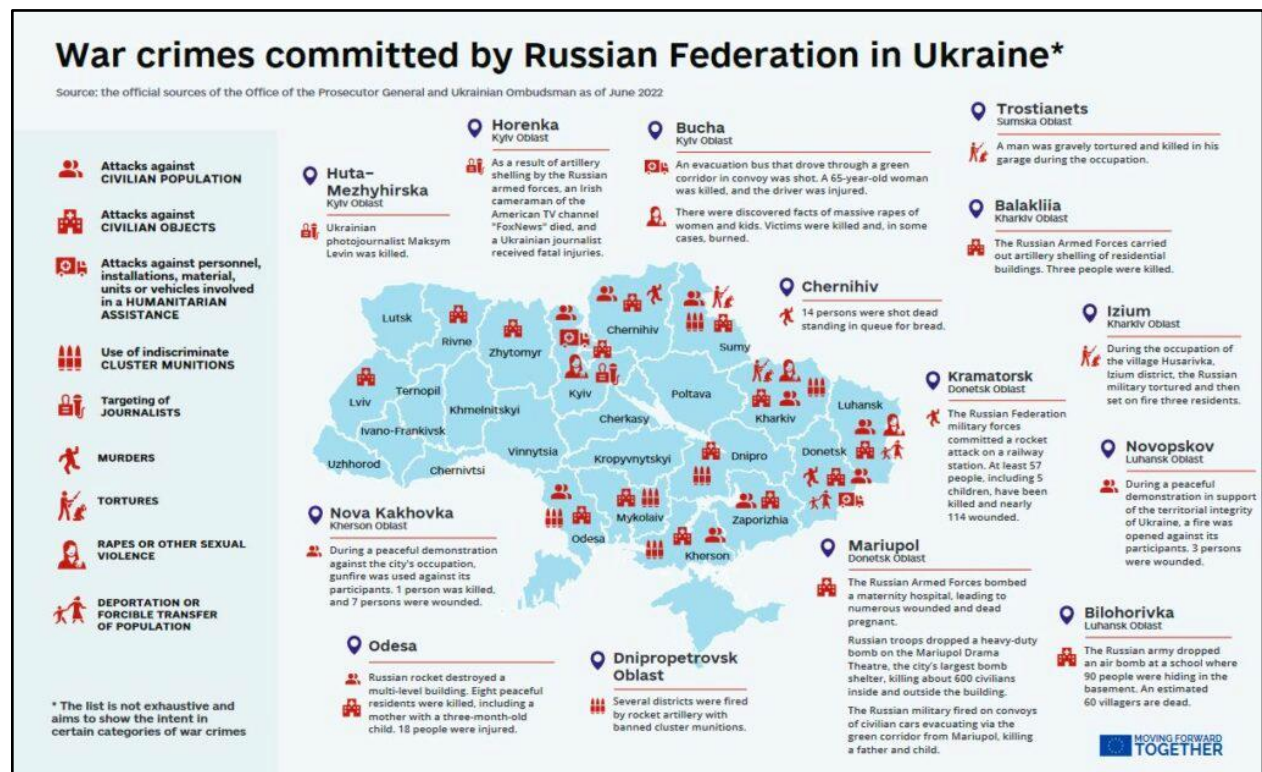 War crimes committed by Russian Federation in Ukraine*
Source: the official sources of the Office of the Prosecutor General and Ukrainian Ombudsman as of June 2022
Attacks against
CIVILIAN POPULATION
Attacks against
CIVILIAN OBJECTS
Attacks against personnel,
installations, material,
units or vehicles involved
in a HUMANITARIAN
ASSISTANCE
Use of indiscriminate
CLUSTER MUNITIONS
Targeting of
JOURNALISTS
MURDERS
TORTURES
RAPES OR OTHER SEXUAL
VIOLENCE
DEPORTATION OR
FORCIBLE TRANSFER
OF POPULATION
* The list is not exhaustive and
aims to show the intent in
certain categories of war crimes
Huta-
Mezhyhirska
Kyiv Oblast
Ukrainian
photojournalist Maksym
Levin was killed.
Horenka
Kyiv Oblast
As a result of artillery
shelling by the Russian
armed forces, an Irish
cameraman of the
American TV channel
"FoxNews" died, and
a Ukrainian journalist
received fatal injuries.
Bucha
Kyiv Oblast
An evacuation bus that drove through a green
corridor in convoy was shot. A 65-year-old woman
was killed, and the driver was injured.
There were discovered facts of massive rapes of
women and kids. Victims were killed and, in some
cases, burned.
Trostianets
Sumska Oblast
A man was gravely tortured and killed in his
garage during the occupation.
Balakliia
Kharkiv Oblast
The Russian Armed Forces carried
out artillery shelling of residential
buildings. Three people were killed.
Chernihiv
14 persons were shot dead
standing in queue for bread.
Izium
Kharkiv Oblast
During the occupation of
the village Husarivka,
Izium district, the Russian
military tortured and then
set on fire three residents.
Kramatorsk
Donetsk Oblast
The Russian Federation
military forces
committed a rocket
attack on a railway
station. At least 57
people, including 5
children, have been
killed and nearly
114 wounded.
Novopskov
Luhansk Oblast
During a peaceful
demonstration in support
of the territorial integrity
of Ukraine, a fire was
opened against its
participants. 3 persons
were wounded.
Lutsk
Rivne
Zhytomyr
Chernihiv
Sumy
Lviv
Ternopil
Khmelnitskyi
Kyiv
Poltava
Kharkiv
Luhansk
Ivano-Frankivsk
Cherkasy
Uzhhorod
Chernivtsi
Vinnytsia
Kropyvnytskyi
Dnipro
Donetsk
Odesa
Mykolaiv
Zaporizhia
Kherson
Nova Kakhovka
Kherson Oblast
During a peaceful demonstration
against the city's occupation,
gunfire was used against its
participants. 1 person was killed,
and 7 persons were wounded.
Odesa
Russian rocket destroyed a
multi-level building. Eight peaceful
residents were killed, including a
mother with a three-month-old
child. 18 people were injured.
Dnipropetrovsk
Oblast
Several districts were fired
by rocket artillery with
banned cluster munitions.
Mariupol
Donetsk Oblast
The Russian Armed Forces bombed
a maternity hospital, leading to
numerous wounded and dead
pregnant.
Russian troops dropped a heavy-duty
bomb on the Mariupol Drama
Theatre, the city's largest bomb
shelter, killing about 600 civilians
inside and outside the building.
The Russian military fired on convoys
of civilian cars evacuating via the
green corridor from Mariupol, killing
a father and child.
Bilohorivka
Luhansk Oblast
The Russian army dropped
an air bomb at a school where
90 people were hiding in the
basement. An estimated
60 villagers are dead.
MOVING FORWARD
TOGETHER